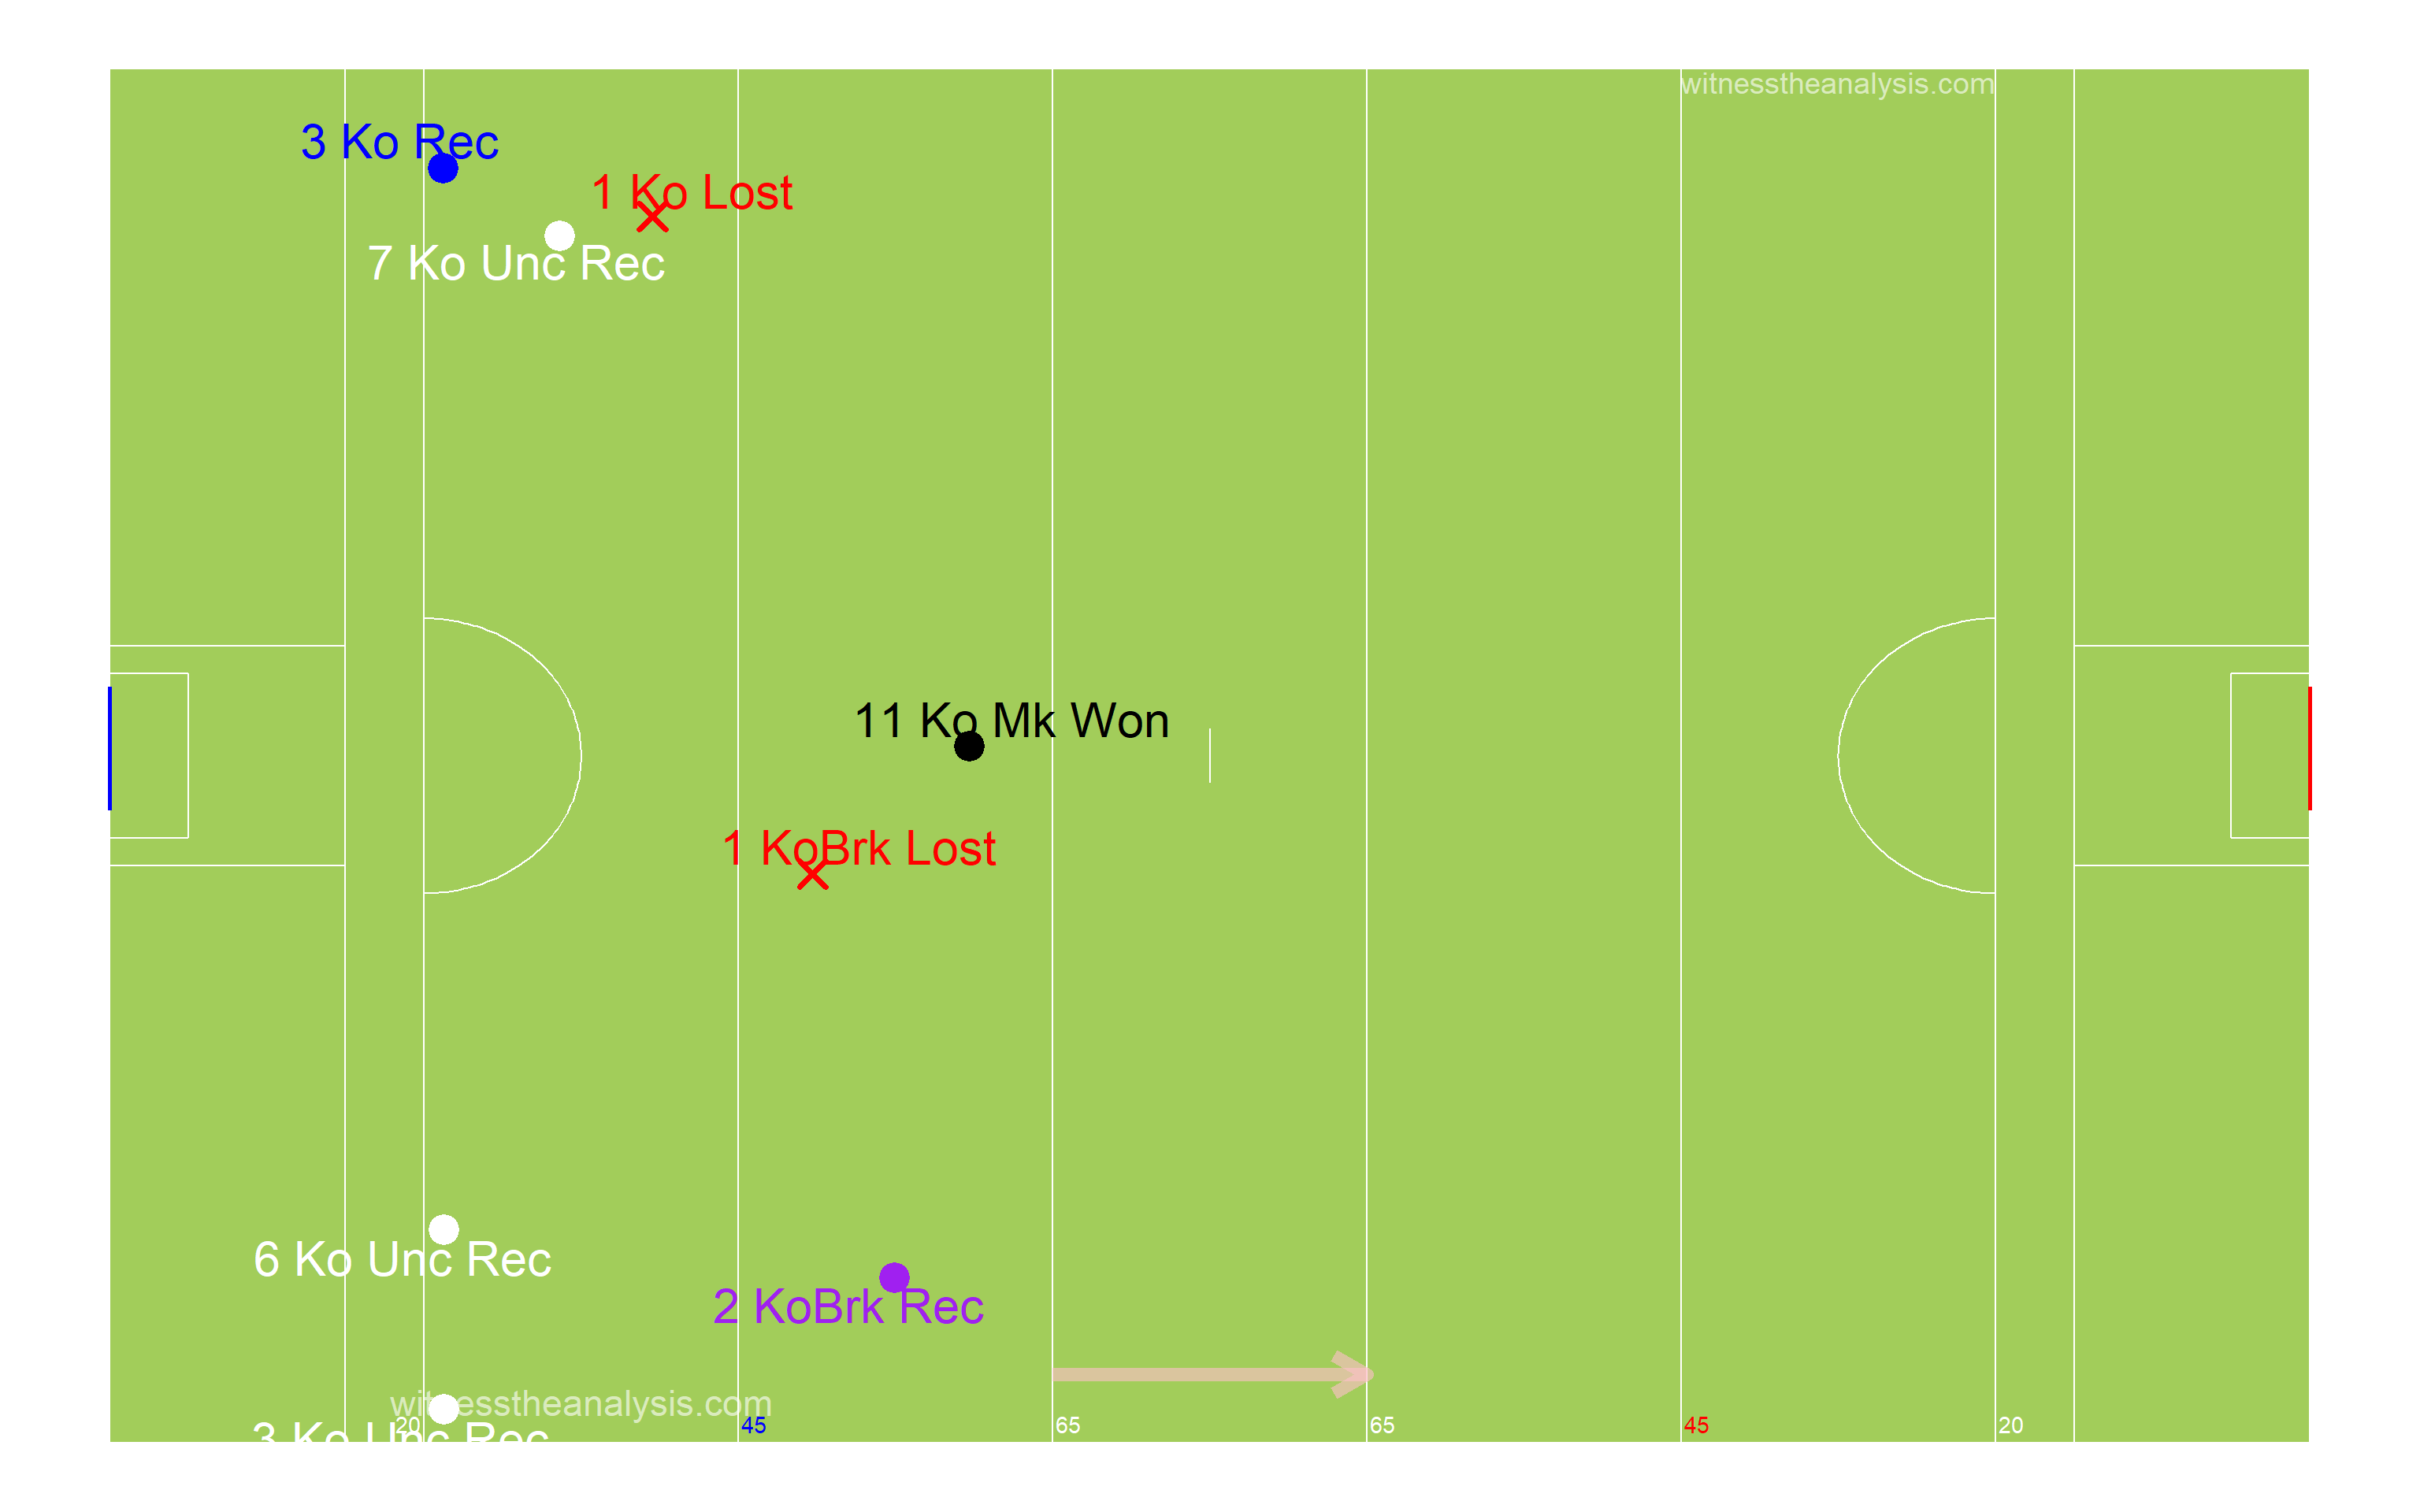 witnesstheanalysis.com
3 Ko Rec
1 Ko Lost
7 Ko Unc Rec
11 Ko Mk Won
1 KoBrk Lost
6 Ko Unc Rec
2 KoBrk Rec
witnesstheanalysis.com
3 Ko Unc Rec
20
45
65
65
45
20